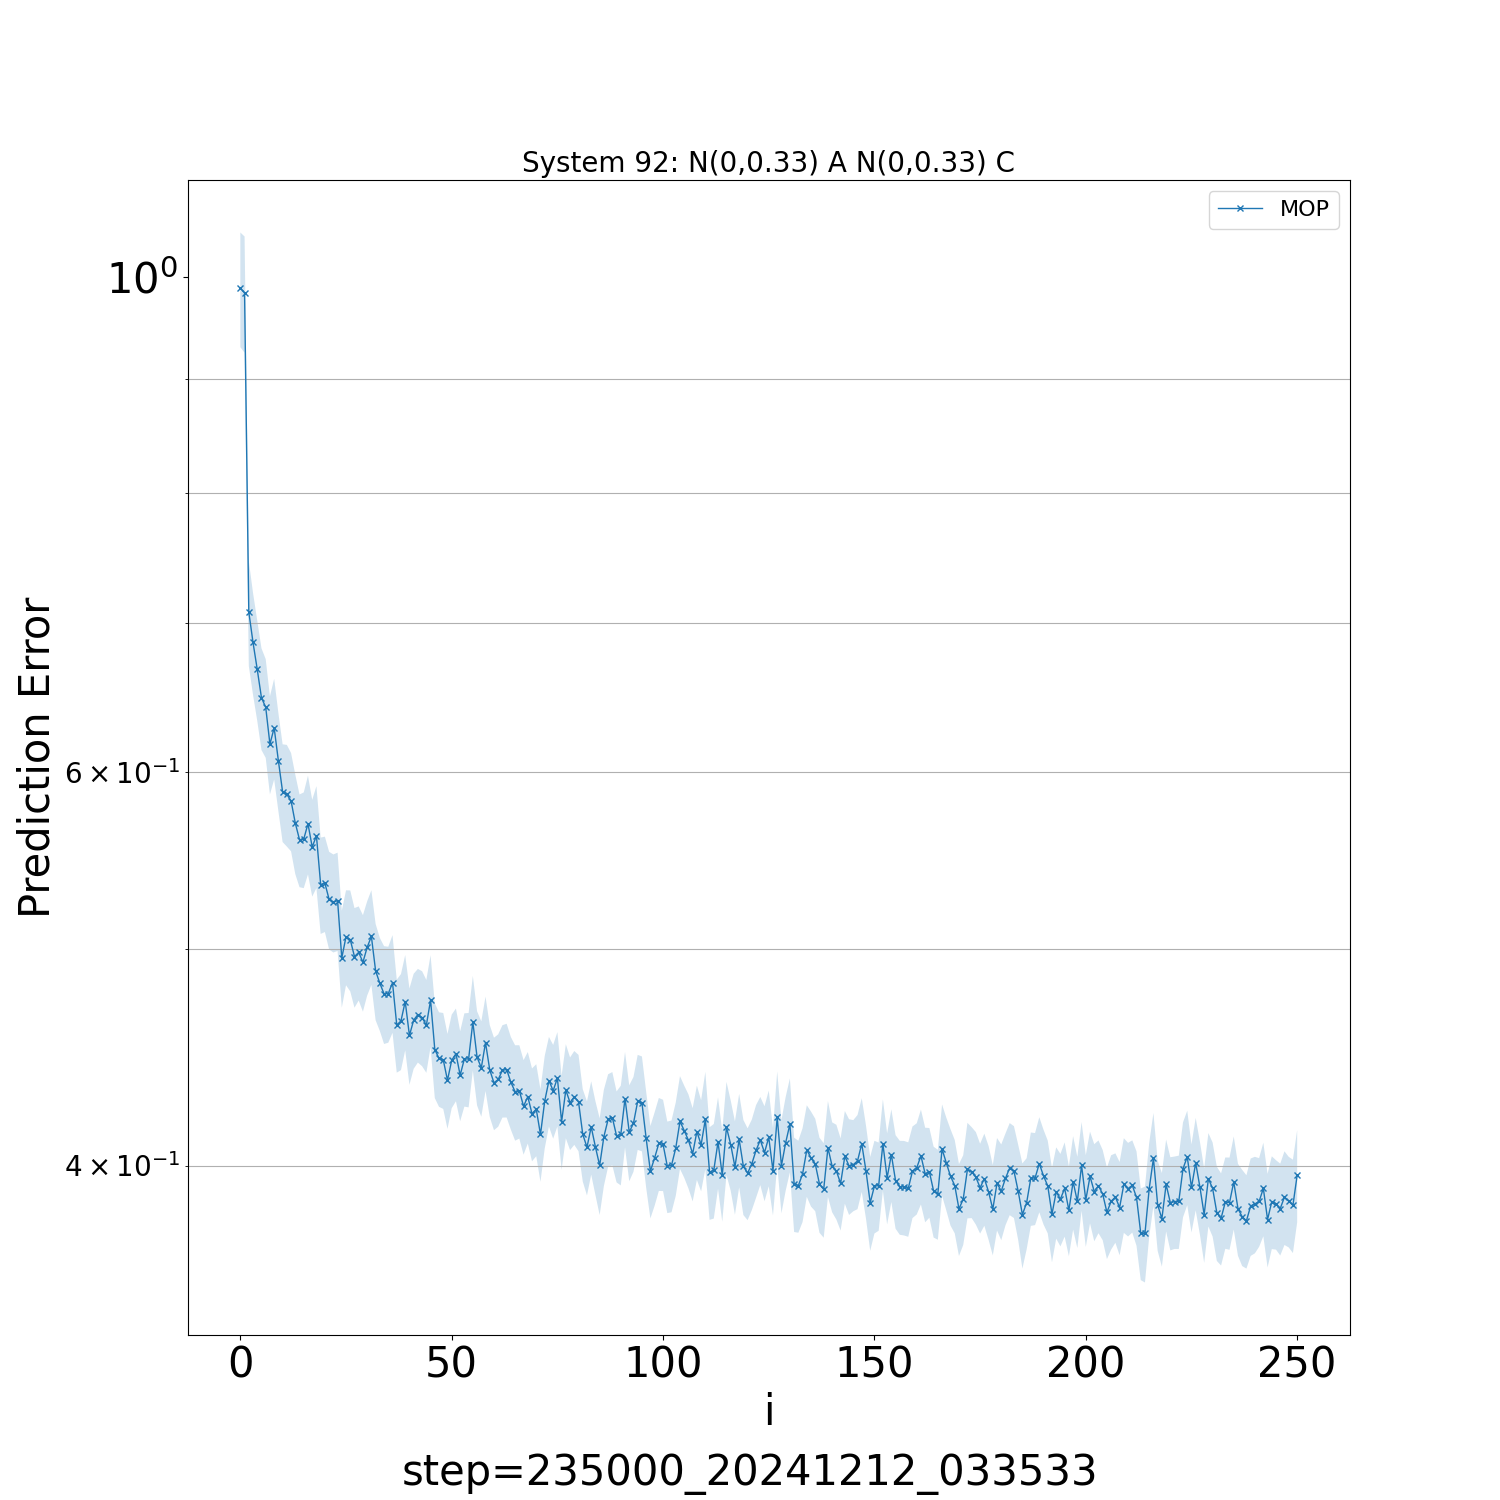 System 92: N(0,0.33) A N(0,0.33) C
MOP
10⁰
6 × 10⁻¹
4 × 10⁻¹
Prediction Error
0 50 100 150 200 250
i
step=235000_20241212_033533